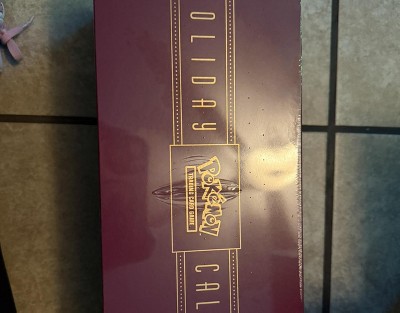 OLIDAY
POKéMON
TRADING CARD GAME
CAL